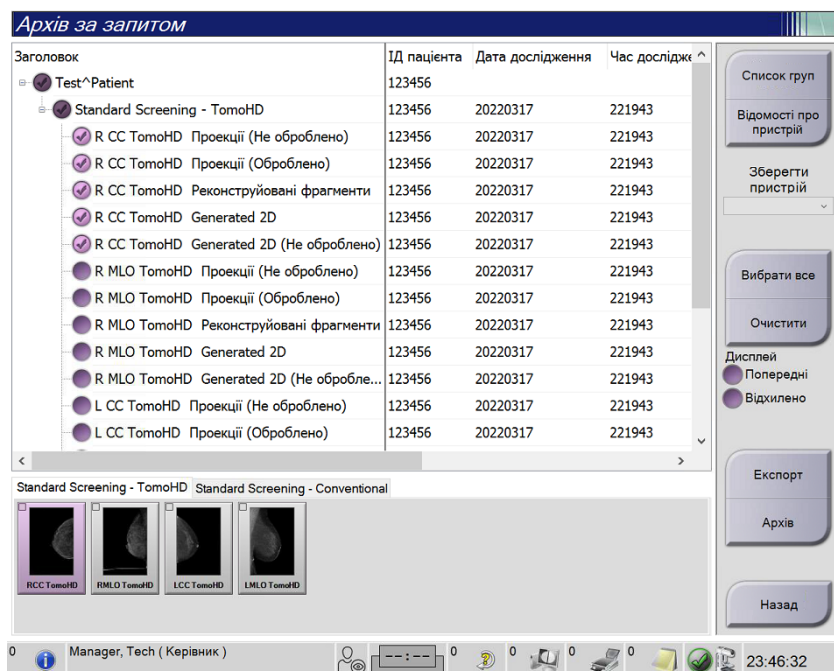 Архів за запитом
Заголовок ІД пацієнта Дата дослідження Час дослідже
Test^Patient 123456
Standard Screening - TomoHD 123456 20220317 221943
R CC TomoHD Проекції (Не оброблено) 123456 20220317 221943
R CC TomoHD Проекції (Оброблено) 123456 20220317 221943
R CC TomoHD Реконструйовані фрагменти 123456 20220317 221943
R CC TomoHD Generated 2D 123456 20220317 221943
R CC TomoHD Generated 2D (Не оброблено) 123456 20220317 221943
R MLO TomoHD Проекції (Не оброблено) 123456 20220317 221943
R MLO TomoHD Проекції (Оброблено) 123456 20220317 221943
R MLO TomoHD Реконструйовані фрагменти 123456 20220317 221943
R MLO TomoHD Generated 2D 123456 20220317 221943
R MLO TomoHD Generated 2D (Не обробле... 123456 20220317 221943
L CC TomoHD Проекції (Не оброблено) 123456 20220317 221943
L CC TomoHD Проекції (Оброблено) 123456 20220317 221943
Список груп
Відомості про
пристрій
Зберегти
пристрій
Вибрати все
Очистити
Дисплей
Попередні
Відхилено
Експорт
Архів
Назад
Standard Screening - TomoHD Standard Screening - Conventional
RCC TomoHD RMLO TomoHD LCC TomoHD LMLO TomoHD
0 Manager, Tech ( Керівник ) --:-- 0 0 0 0 23:46:32